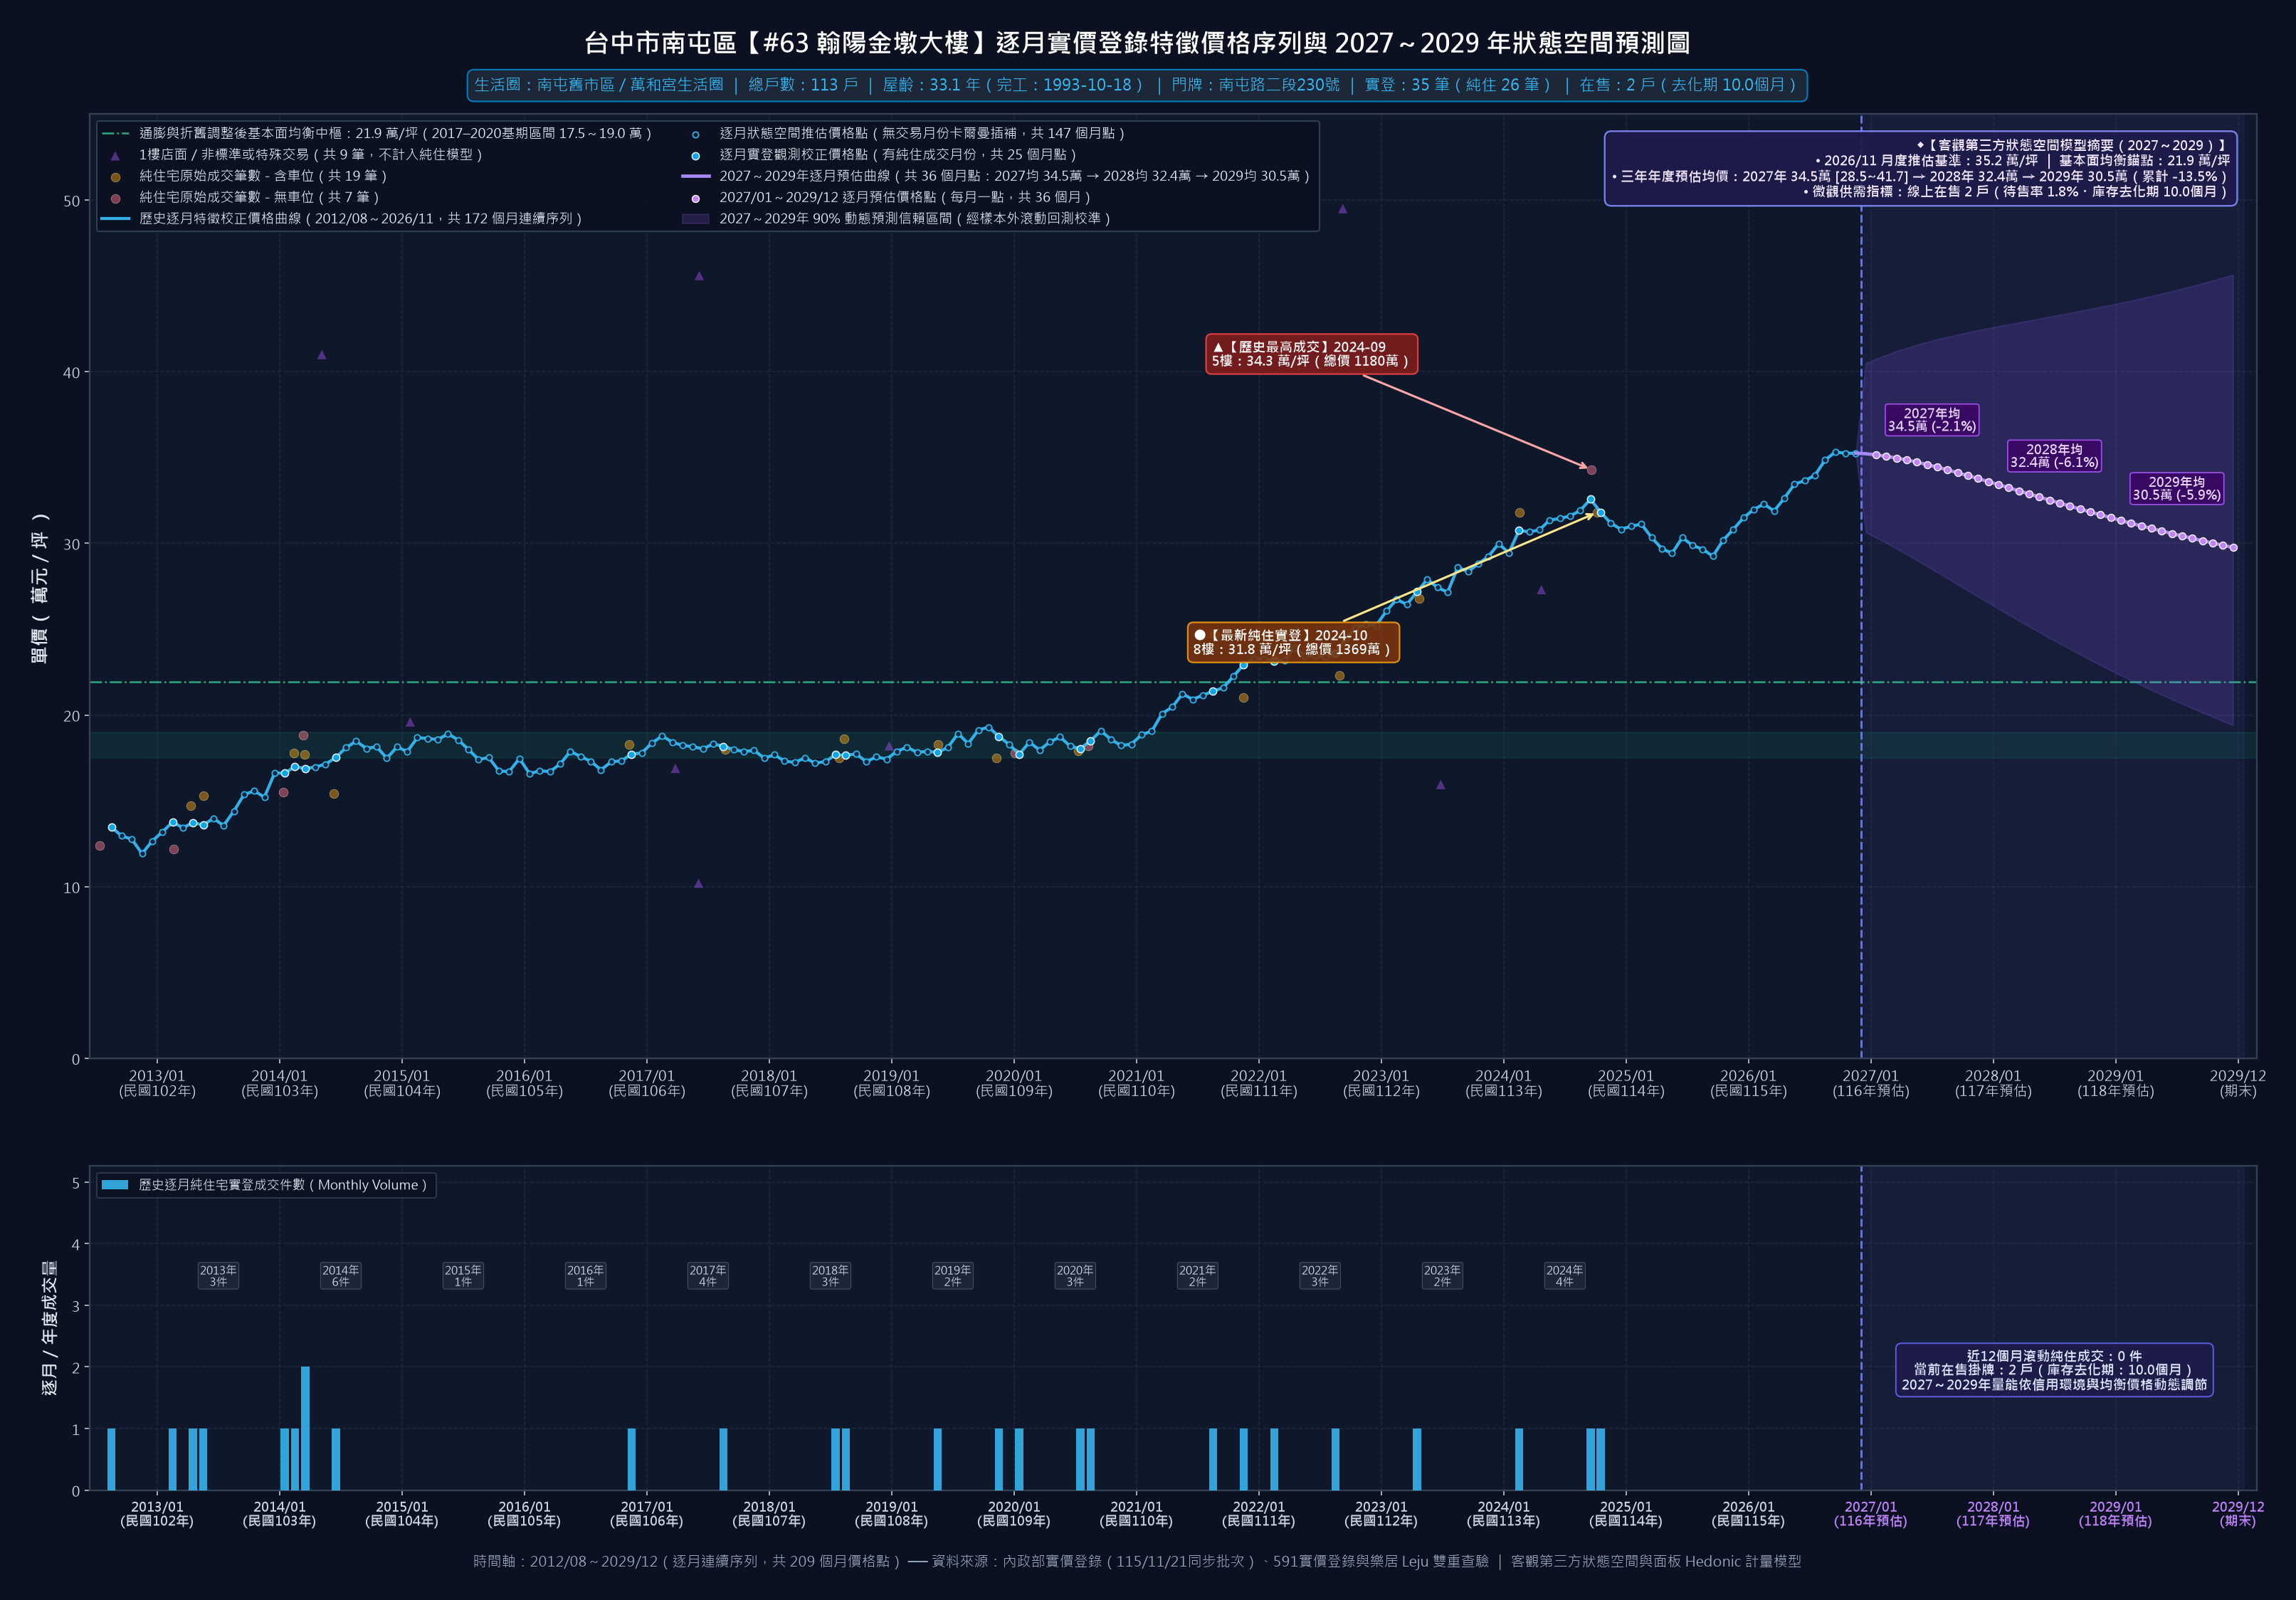 台中市南屯區【#63 翰陽金墩大樓】逐月實價登錄特徵價格序列與 2027～2029 年狀態空間預測圖
生活圈：南屯舊市區 / 萬和宮生活圈 ｜ 總戶數：113 戶 ｜ 屋齡：33.1 年（完工：1993-10-18） ｜ 門牌：南屯路二段230號 ｜ 實登：35 筆（純住 26 筆） ｜ 在售：2 戶（去化期 10.0個月）
通膨與折舊調整後基本面均衡中樞：21.9 萬/坪（2017–2020基期區間 17.5～19.0 萬）
1樓店面 / 非標準或特殊交易（共 9 筆，不計入純住模型）
純住宅原始成交筆數 - 含車位（共 19 筆）
純住宅原始成交筆數 - 無車位（共 7 筆）
歷史逐月特徵校正價格曲線（2012/08～2026/11，共 172 個月連續序列）
逐月狀態空間推估價格點（無交易月份卡爾曼插補，共 147 個月點）
逐月實登觀測校正價格點（有純住成交月份，共 25 個月點）
2027～2029年逐月預估曲線（共 36 個月點：2027均 34.5萬 → 2028均 32.4萬 → 2029均 30.5萬）
2027/01～2029/12 逐月預估價格點（每月一點，共 36 個月）
2027～2029年 90% 動態預測信賴區間（經樣本外滾動回測校準）
◆【客觀第三方狀態空間模型摘要（2027～2029）】
• 2026/11 月度推估基準：35.2 萬/坪 ｜ 基本面均衡錨點：21.9 萬/坪
• 三年年度預估均價：2027年 34.5萬 [28.5~41.7] → 2028年 32.4萬 → 2029年 30.5萬（累計 -13.5%）
• 微觀供需指標：線上在售 2 戶（待售率 1.8%．庫存去化期 10.0個月）
▲【歷史最高成交】2024-09
5樓：34.3 萬/坪（總價 1180萬）
●【最新純住實登】2024-10
8樓：31.8 萬/坪（總價 1369萬）
2027年均
34.5萬 (-2.1%)
2028年均
32.4萬 (-6.1%)
2029年均
30.5萬 (-5.9%)
單價（萬元 / 坪）
50
40
30
20
10
0
2013/01 2014/01 2015/01 2016/01 2017/01 2018/01 2019/01 2020/01 2021/01 2022/01 2023/01 2024/01 2025/01 2026/01 2027/01 2028/01 2029/01 2029/12
(民國102年) (民國103年) (民國104年) (民國105年) (民國106年) (民國107年) (民國108年) (民國109年) (民國110年) (民國111年) (民國112年) (民國113年) (民國114年) (民國115年) (116年預估) (117年預估) (118年預估) (期末)
歷史逐月純住宅實登成交件數（Monthly Volume）
逐月 / 年度成交量
5
4
3
2
1
0
2013年 2014年 2015年 2016年 2017年 2018年 2019年 2020年 2021年 2022年 2023年 2024年
3件 6件 1件 1件 4件 3件 2件 3件 2件 3件 2件 4件
近12個月滾動純住成交：0 件
當前在售掛牌：2 戶（庫存去化期：10.0個月）
2027～2029年量能依信用環境與均衡價格動態調節
2013/01 2014/01 2015/01 2016/01 2017/01 2018/01 2019/01 2020/01 2021/01 2022/01 2023/01 2024/01 2025/01 2026/01 2027/01 2028/01 2029/01 2029/12
(民國102年) (民國103年) (民國104年) (民國105年) (民國106年) (民國107年) (民國108年) (民國109年) (民國110年) (民國111年) (民國112年) (民國113年) (民國114年) (民國115年) (116年預估) (117年預估) (118年預估) (期末)
時間軸：2012/08～2029/12（逐月連續序列，共 209 個月價格點） ── 資料來源：內政部實價登錄（115/11/21同步批次）、591實價登錄與樂居 Leju 雙重查驗 ｜ 客觀第三方狀態空間與面板 Hedonic 計量模型